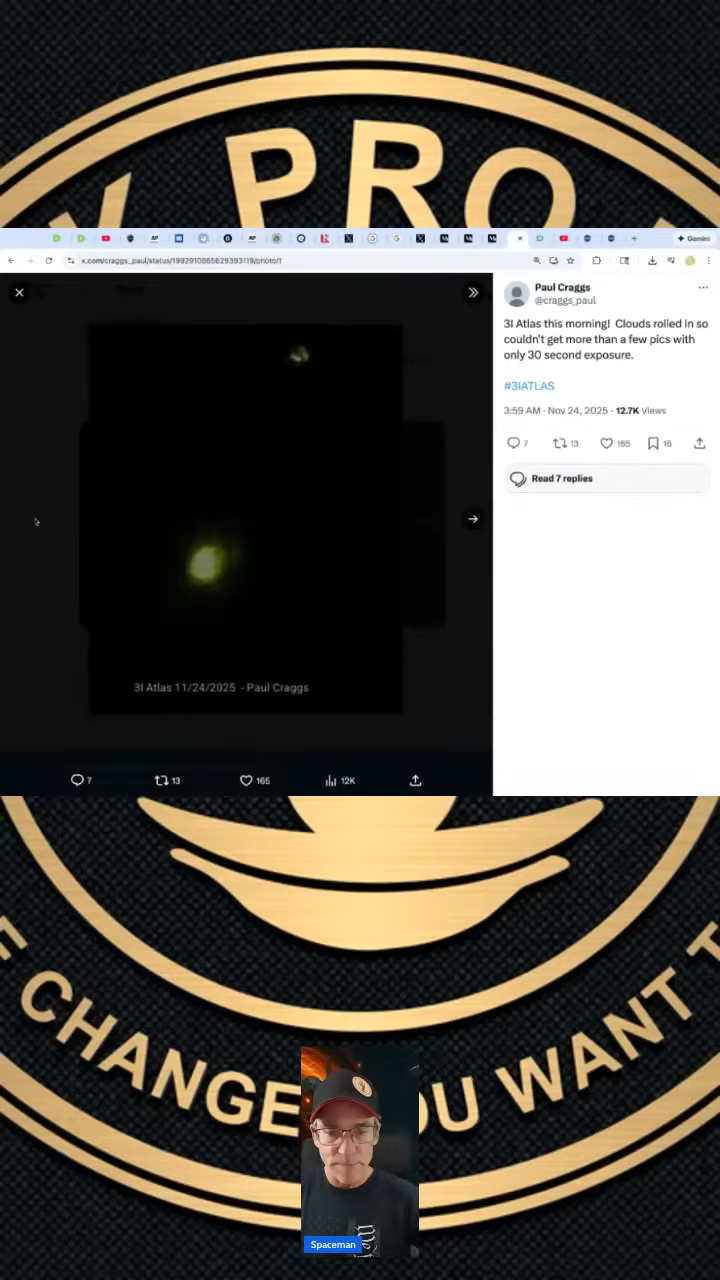 PRO
Gemini
x.com/craggs_paul/status/1992910865629393119/photo/1
Paul Craggs
@craggs_paul
3I Atlas this morning! Clouds rolled in so
couldn't get more than a few pics with
only 30 second exposure.
#3IATLAS
3:59 AM · Nov 24, 2025 · 12.7K Views
7 13 165 16
Read 7 replies
3I Atlas 11/24/2025 - Paul Craggs
7 13 165 12K
CHANGE YOU WANT T
Spaceman